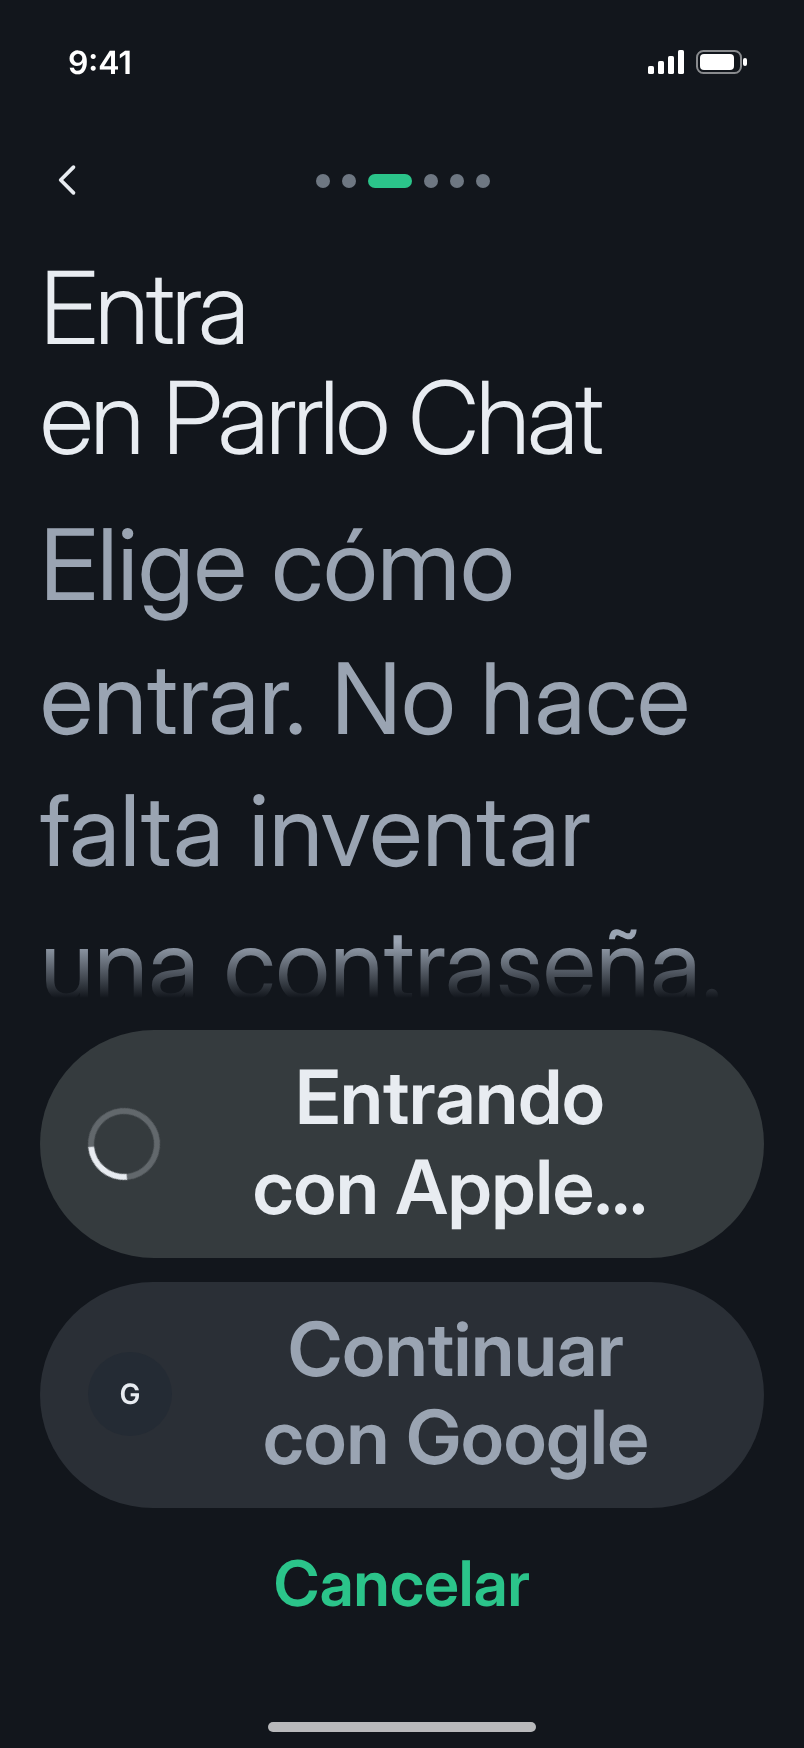 9:41
Entra
en Parrlo Chat
Elige cómo
entrar. No hace
falta inventar
una contraseña.
Entrando
con Apple...
G
Continuar
con Google
Cancelar